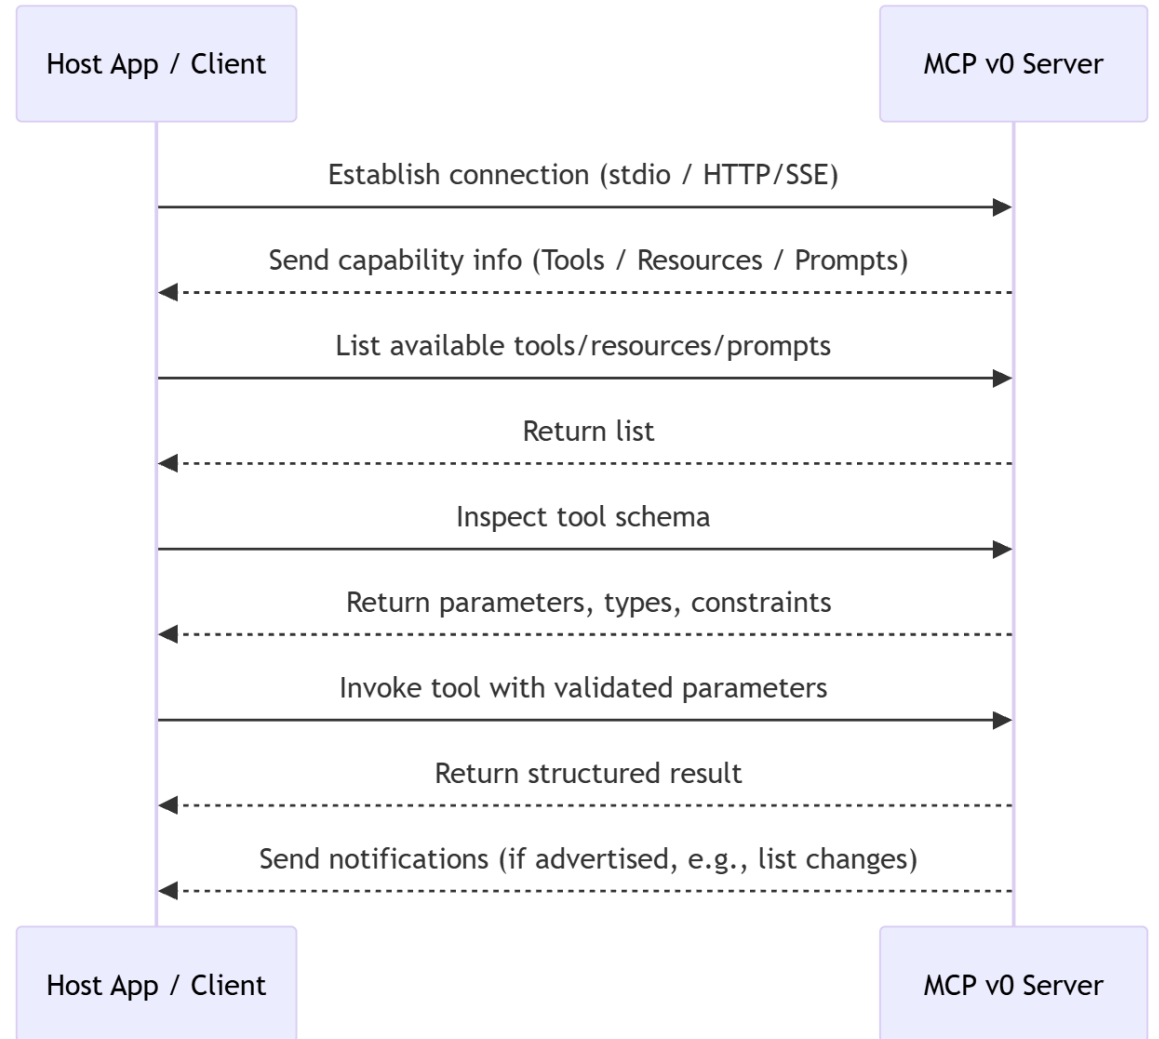 Host App / Client
MCP v0 Server
Establish connection (stdio / HTTP/SSE)
Send capability info (Tools / Resources / Prompts)
List available tools/resources/prompts
Return list
Inspect tool schema
Return parameters, types, constraints
Invoke tool with validated parameters
Return structured result
Send notifications (if advertised, e.g., list changes)
Host App / Client
MCP v0 Server